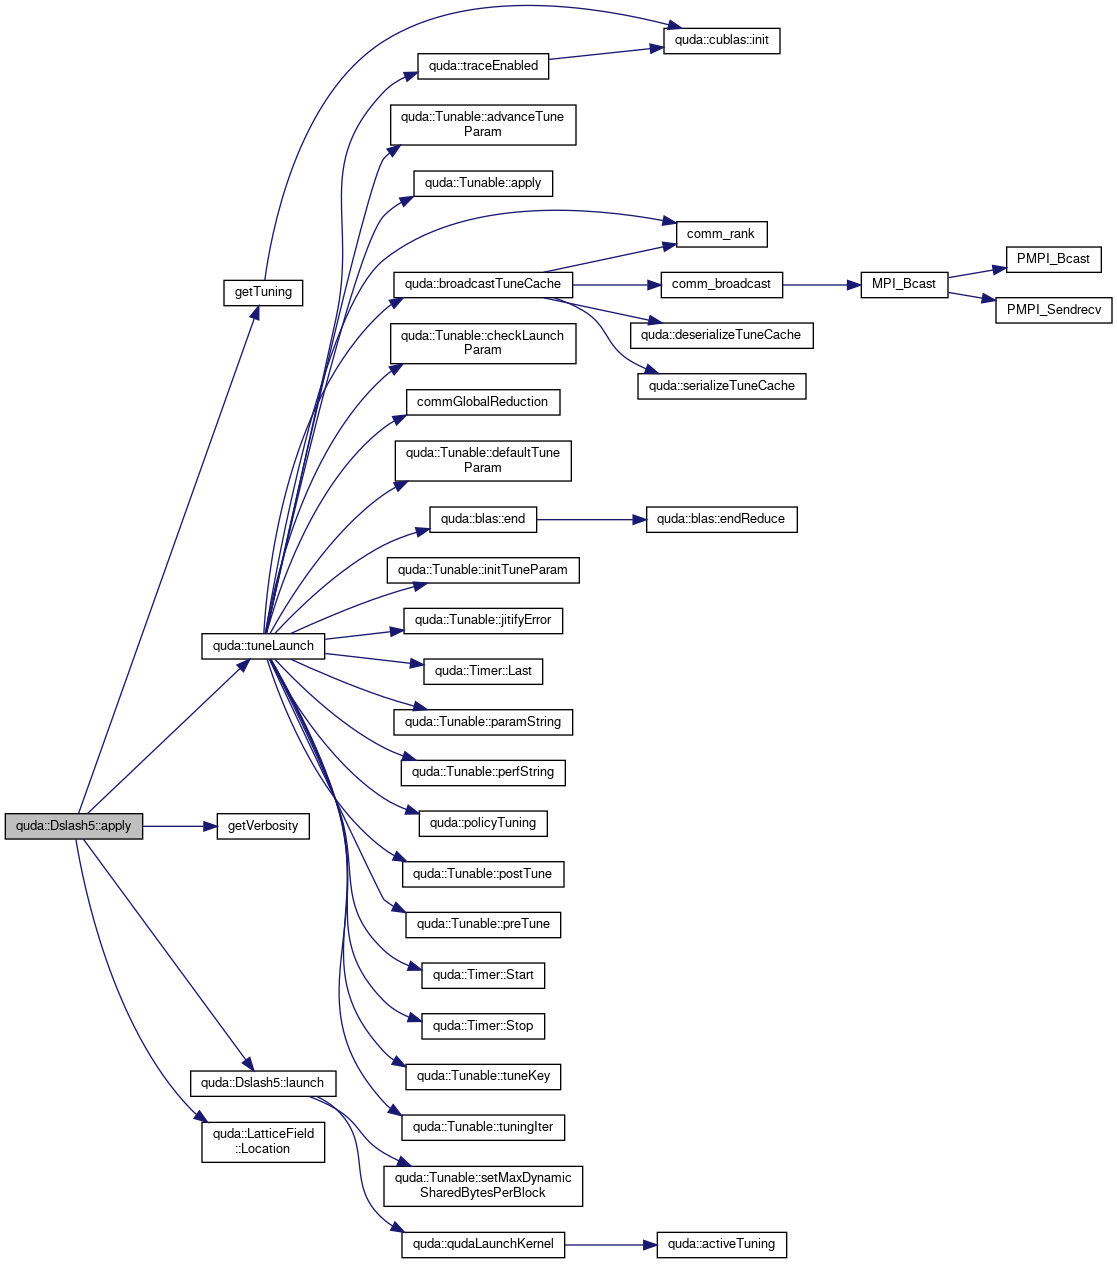 quda::cublas::init
quda::traceEnabled
quda::Tunable::advanceTune
Param
quda::Tunable::apply
comm_rank
PMPI_Bcast
getTuning
quda::broadcastTuneCache
comm_broadcast
MPI_Bcast
PMPI_Sendrecv
quda::Tunable::checkLaunch
Param
quda::deserializeTuneCache
quda::serializeTuneCache
commGlobalReduction
quda::Tunable::defaultTune
Param
quda::blas::end
quda::blas::endReduce
quda::Tunable::initTuneParam
quda::Tunable::jitifyError
quda::tuneLaunch
quda::Timer::Last
quda::Tunable::paramString
quda::Tunable::perfString
quda::Dslash5::apply
getVerbosity
quda::policyTuning
quda::Tunable::postTune
quda::Tunable::preTune
quda::Timer::Start
quda::Timer::Stop
quda::Tunable::tuneKey
quda::Dslash5::launch
quda::Tunable::tuningIter
quda::LatticeField
::Location
quda::Tunable::setMaxDynamic
SharedBytesPerBlock
quda::qudaLaunchKernel
quda::activeTuning